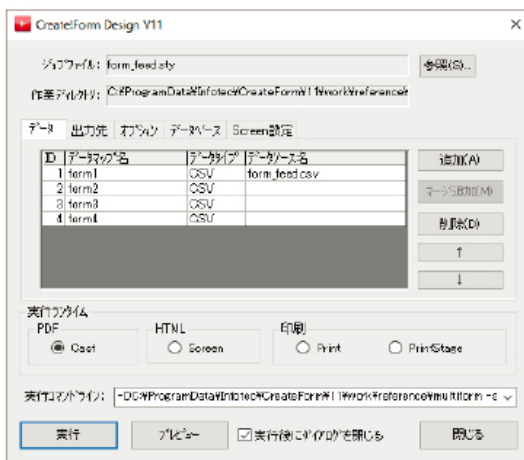 Create!Form Design V11
ジョブファイル: form_feed.sty
参照(S)...
作業ディレクトリ: C:¥ProgramData¥Infotec¥CreateForm¥11¥work¥reference¥
データ 出力先 オプション データベース Screen設定
ID データマップ名 データタイプ データソース名
1 form1 CSV form_feed.csv
2 form2 CSV
3 form3 CSV
4 form4 CSV
追加(A)
マージ追加(M)
削除(D)
↑
↓
実行ランタイム
PDF HTML 印刷
Cast Screen Print PrintStage
実行コマンドライン: -DC:¥ProgramData¥Infotec¥CreateForm¥11¥work¥reference¥multiform -s
実行 プレビュー 実行後にダイアログを閉じる 閉じる